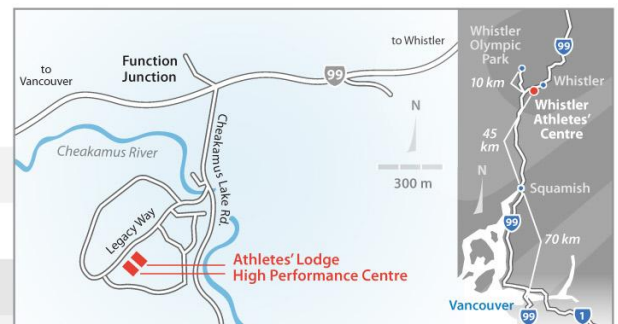 to
Vancouver
Function
Junction
99
to Whistler
Cheakamus River
Cheakamus Lake Rd.
N
300 m
Legacy Way
Athletes' Lodge
High Performance Centre
Whistler
Olympic
Park
99
10 km
Whistler
Whistler
Athletes'
Centre
45
km
N
Squamish
99
70 km
Vancouver
99
1